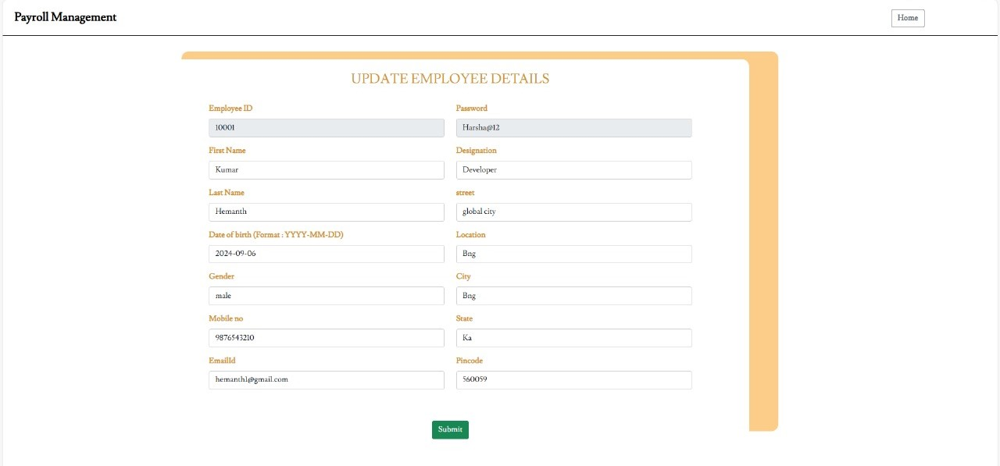 Payroll Management
Home
UPDATE EMPLOYEE DETAILS
Employee ID
Password
10001
Harsha@12
First Name
Designation
Kumar
Developer
Last Name
street
Hemanth
global city
Date of birth (Format : YYYY-MM-DD)
Location
2024-09-06
Bng
Gender
City
male
Bng
Mobile no
State
9876543210
Ka
EmailId
Pincode
hemanth1@gmail.com
560059
Submit